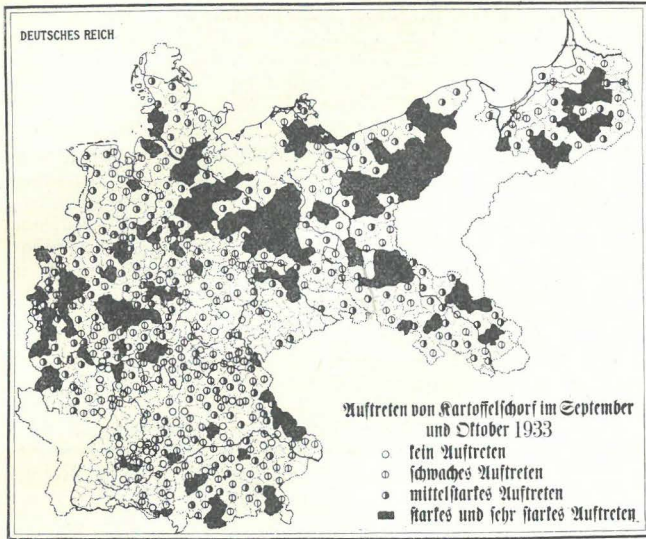 DEUTSCHES REICH
Auftreten von Kartoffelschorf im September
und Oktober 1933
kein Auftreten
schwaches Auftreten
mittelstarkes Auftreten
starkes und sehr starkes Auftreten